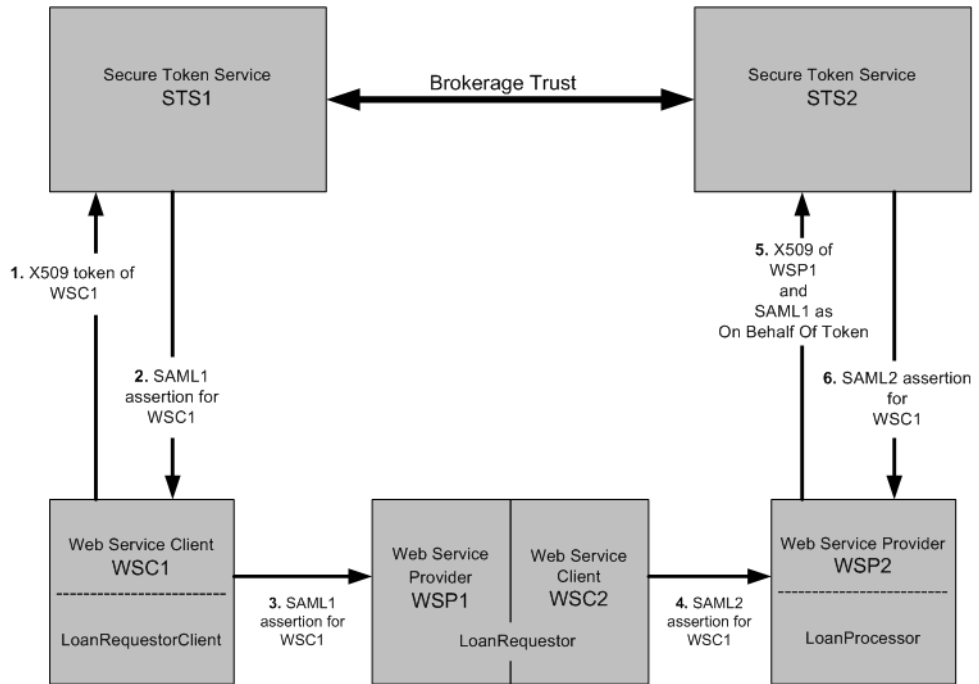 Secure Token Service
STS1
Brokerage Trust
Secure Token Service
STS2
1. X509 token of
WSC1
2. SAML1
assertion for
WSC1
5. X509 of
WSP1
and
SAML1 as
On Behalf Of Token
6. SAML2 assertion
for
WSC1
Web Service Client
WSC1
LoanRequestorClient
3. SAML1
assertion for
WSC1
Web Service
Provider
WSP1
Web Service
Client
WSC2
LoanRequestor
4. SAML2
assertion for
WSC1
Web Service Provider
WSP2
LoanProcessor